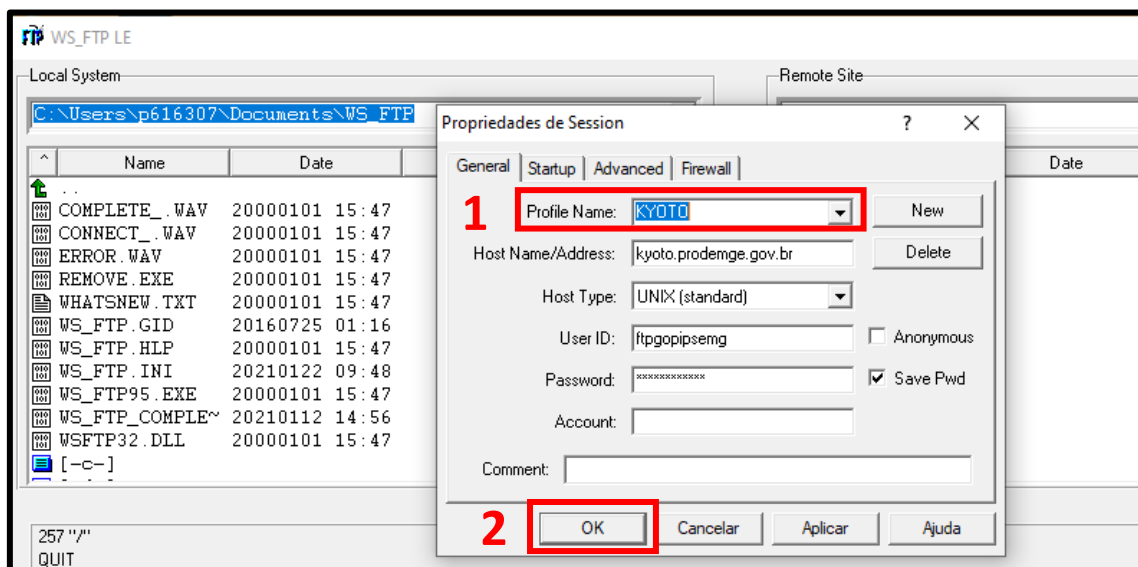 WS_FTP LE
Local System
Remote Site
C:\Users\p616307\Documents\WS_FTP
^ Name Date
Date
..
COMPLETE_.WAV 20000101 15:47
CONNECT_.WAV 20000101 15:47
ERROR.WAV 20000101 15:47
REMOVE.EXE 20000101 15:47
WHATSNEW.TXT 20000101 15:47
WS_FTP.GID 20160725 01:16
WS_FTP.HLP 20000101 15:47
WS_FTP.INI 20210122 09:48
WS_FTP95.EXE 20000101 15:47
WS_FTP_COMPLE~ 20210112 14:56
WSFTP32.DLL 20000101 15:47
[-c-]
257 "/"
QUIT
Propriedades de Session ?
General Startup Advanced Firewall
1 Profile Name: KYOTO New
Host Name/Address: kyoto.prodemge.gov.br Delete
Host Type: UNIX (standard)
User ID: ftpgopipsemg Anonymous
Password: xxxxxxxxxxxx Save Pwd
Account:
Comment:
2 OK Cancelar Aplicar Ajuda